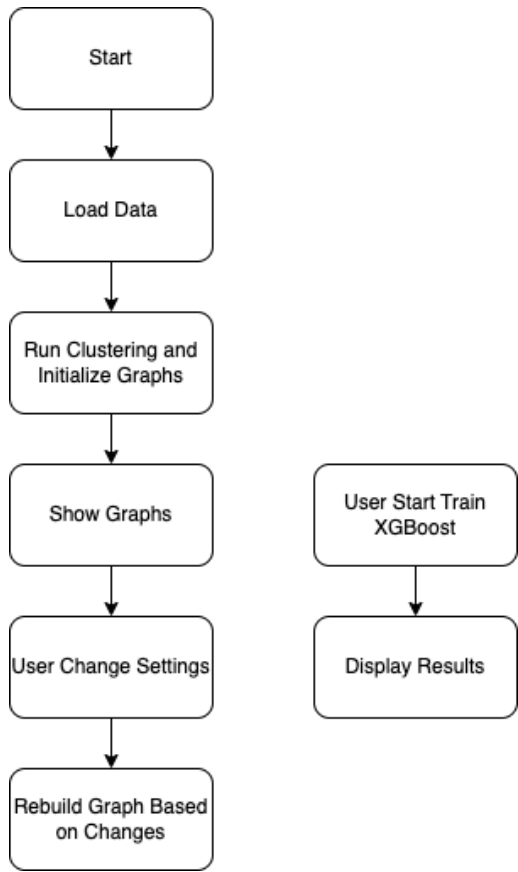 Start
Load Data
Run Clustering and
Initialize Graphs
Show Graphs
User Change Settings
Rebuild Graph Based
on Changes
User Start Train
XGBoost
Display Results